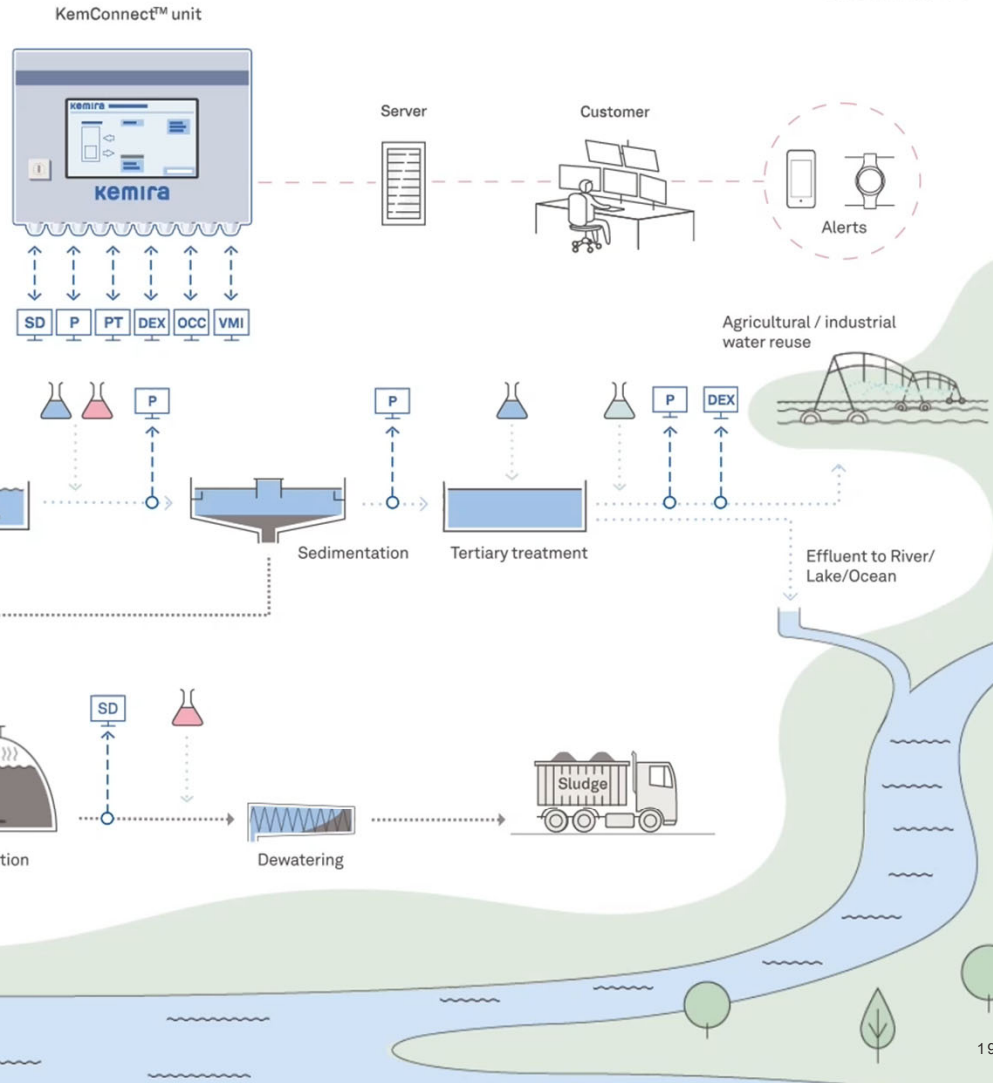 KemConnect™ unit
kemira
kemira
Server
Customer
Alerts
SD P PT DEX OCC VMI
Agricultural / industrial
water reuse
P
P
P
DEX
Sedimentation
Tertiary treatment
Effluent to River/
Lake/Ocean
SD
Sludge
tion
Dewatering
19